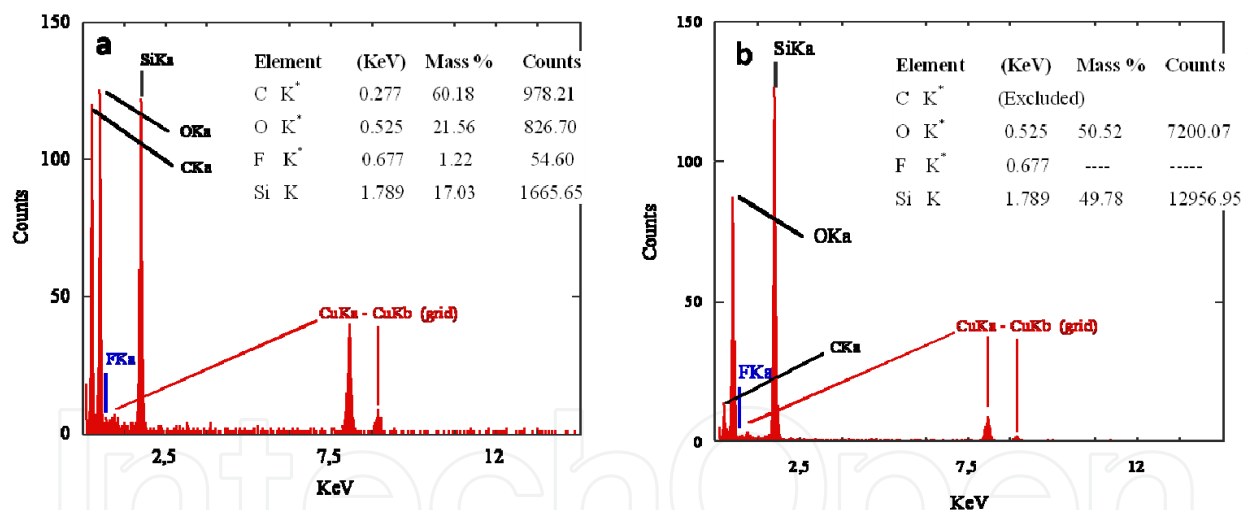 a
150
100
50
0
Counts
SiKa
OKa
CKa
FKa
CuKa - CuKb (grid)
Element (KeV) Mass % Counts
C K* 0.277 60.18 978.21
O K* 0.525 21.56 826.70
F K* 0.677 1.22 54.60
Si K 1.789 17.03 1665.65
2,5 7,5 12
KeV
b
150
100
50
0
Counts
SiKa
OKa
CKa
FKa
CuKa - CuKb (grid)
Element (KeV) Mass % Counts
C K* (Excluded)
O K* 0.525 50.52 7200.07
F K* 0.677 ---- -----
Si K 1.789 49.78 12956.95
2,5 7,5 12
KeV
IntechOpen